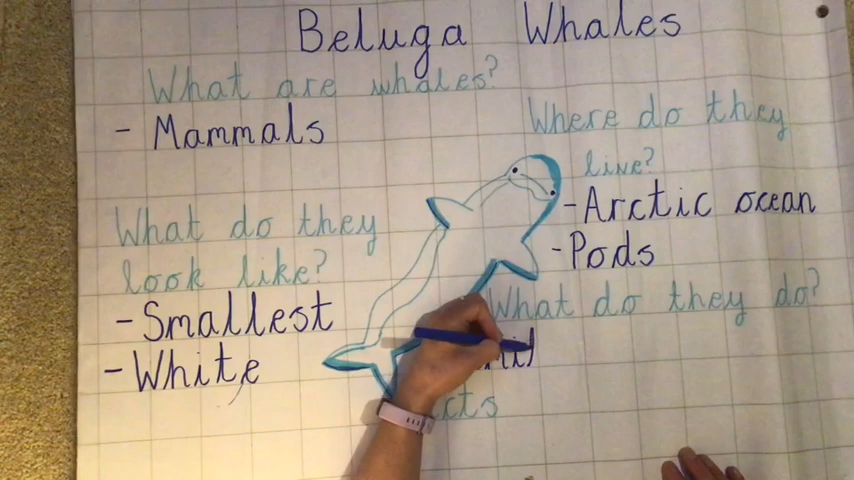 Beluga Whales
What are whales?
- Mammals
Where do they
live?
- Arctic ocean
- Pods
What do they
look like?
- Smallest
- White
What do they do?